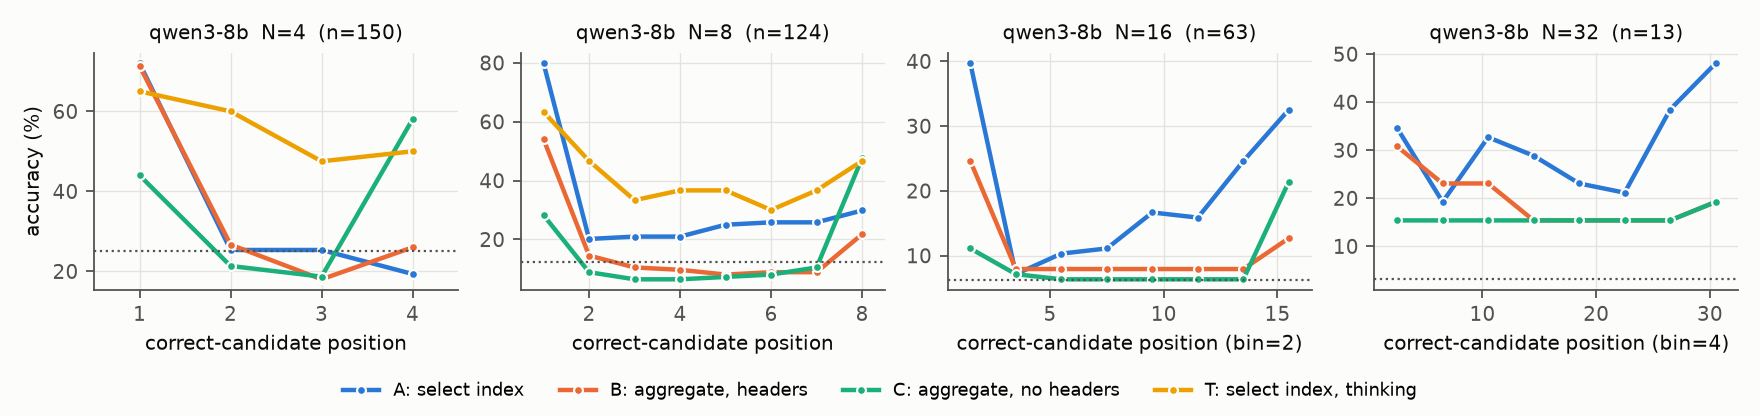 qwen3-8b N=4 (n=150)
qwen3-8b N=8 (n=124)
qwen3-8b N=16 (n=63)
qwen3-8b N=32 (n=13)
accuracy (%)
60
40
20
80
60
40
20
40
30
20
10
50
40
30
20
10
1 2 3 4
2 4 6 8
5 10 15
10 20 30
correct-candidate position
correct-candidate position
correct-candidate position (bin=2)
correct-candidate position (bin=4)
A: select index
B: aggregate, headers
C: aggregate, no headers
T: select index, thinking